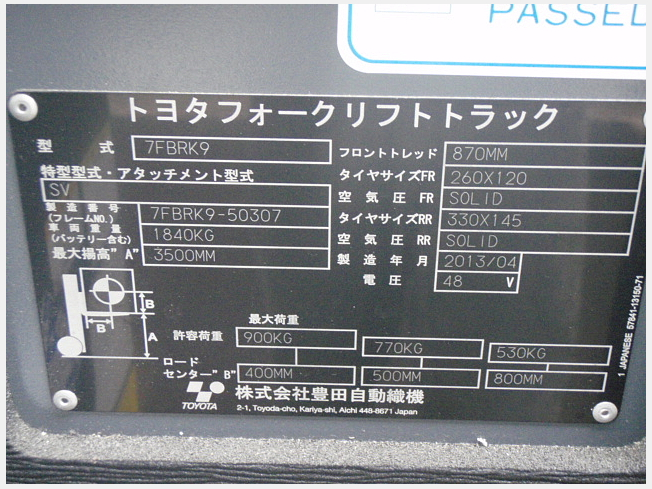 PASSED
トヨタフォークリフトトラック
型式 7FBRK9
特型型式・アタッチメント型式
SV
製造番号 (フレームNO.) 7FBRK9-50307
車両重量 (バッテリー含む) 1840KG
最大揚高"A" 3500MM
フロントトレッド 870MM
タイヤサイズFR 260X120
空気圧 FR SOLID
タイヤサイズRR 330X145
空気圧 RR SOLID
製造年月 2013/04
電圧 48 V
B
B
A
最大荷重
許容荷重 900KG 770KG 530KG
ロードセンター"B" 400MM 500MM 800MM
TOYOTA
株式会社豊田自動織機
2-1, Toyoda-cho, Kariya-shi, Aichi 448-8671 Japan
1 JAPANESE 57841-13150-71